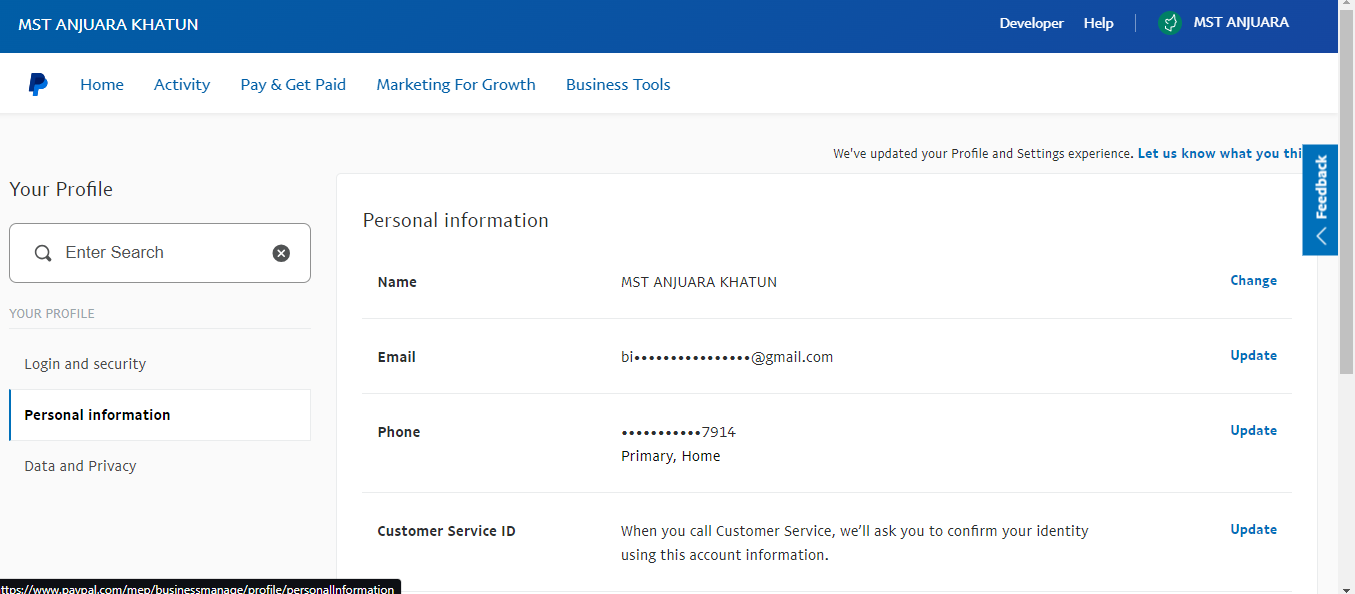 MST ANJUARA KHATUN
Developer Help MST ANJUARA
Home Activity Pay & Get Paid Marketing For Growth Business Tools
We've updated your Profile and Settings experience. Let us know what you thi
Feedback
Your Profile
Enter Search
YOUR PROFILE
Login and security
Personal information
Data and Privacy
Personal information
Name MST ANJUARA KHATUN Change
Email bi••••••••••••••••@gmail.com Update
Phone •••••••••••7914 Update
Primary, Home
Customer Service ID When you call Customer Service, we'll ask you to confirm your identity Update
using this account information.
ttps://www.paypal.com/mep/businessmanage/profile/personalInformation